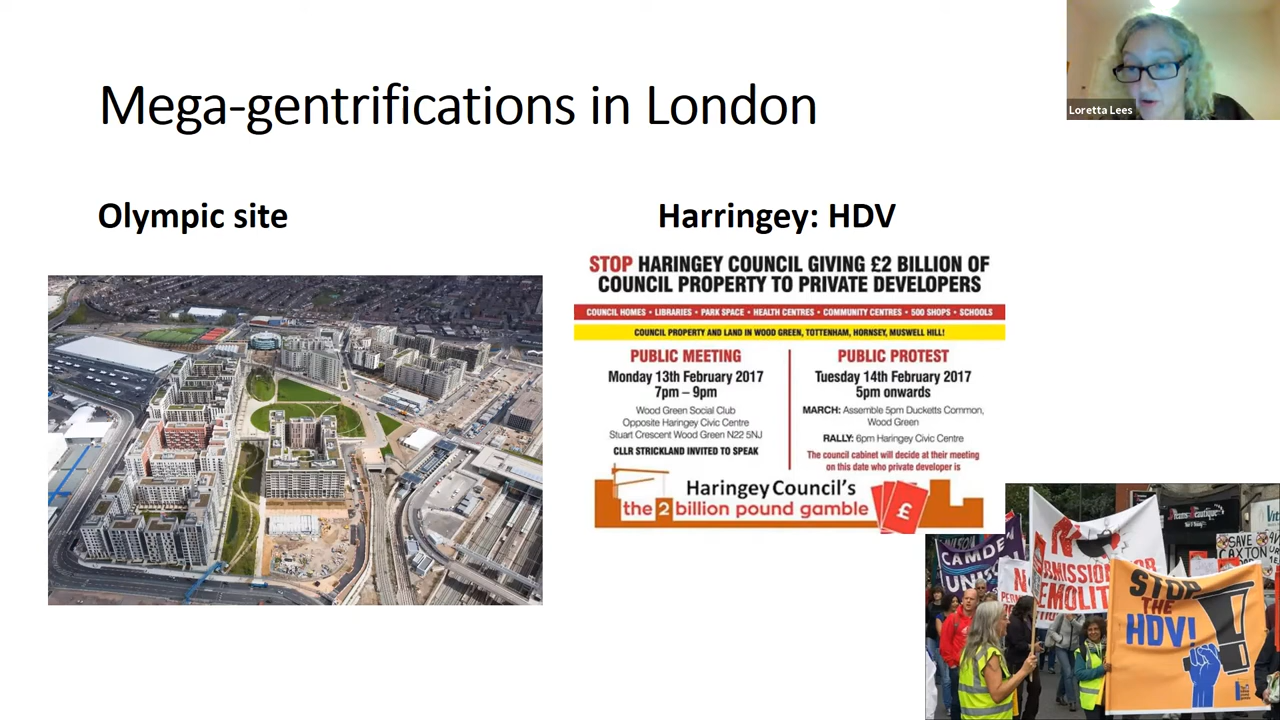 Mega-gentrifications in London
Loretta Lees
Olympic site
Harringey: HDV
STOP HARINGEY COUNCIL GIVING £2 BILLION OF
COUNCIL PROPERTY TO PRIVATE DEVELOPERS
COUNCIL HOMES • LIBRARIES • PARK SPACE • HEALTH CENTRES • COMMUNITY CENTRES • 500 SHOPS • SCHOOLS
COUNCIL PROPERTY AND LAND IN WOOD GREEN, TOTTENHAM, HORNSEY, MUSWELL HILL!
PUBLIC MEETING
Monday 13th February 2017
7pm – 9pm
Wood Green Social Club
Opposite Haringey Civic Centre
Stuart Crescent Wood Green N22 5NJ
CLLR STRICKLAND INVITED TO SPEAK
PUBLIC PROTEST
Tuesday 14th February 2017
5pm onwards
MARCH: Assemble 5pm Ducketts Common,
Wood Green
RALLY: 6pm Haringey Civic Centre
The council cabinet will decide at their meeting
on this date who private developer is
Haringey Council's
the 2 billion pound gamble
£
CAMDEN
UNIS
SAVE
CAXTON
STOP
THE
HDV!